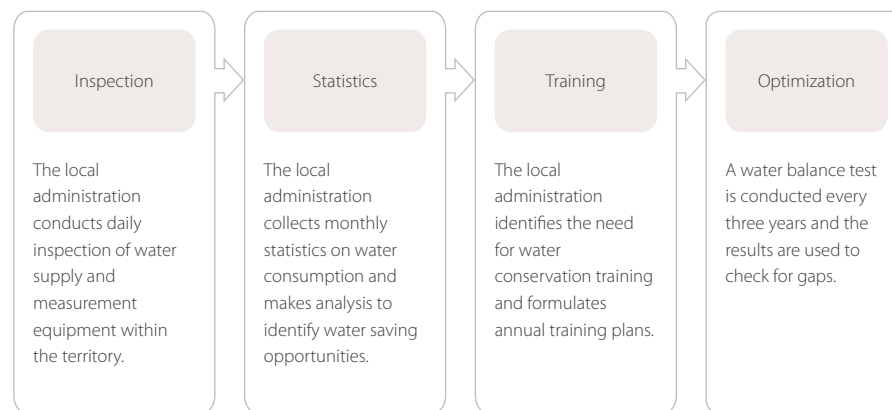 Inspection
The local
administration
conducts daily
inspection of water
supply and
measurement
equipment within
the territory.
Statistics
The local
administration
collects monthly
statistics on water
consumption and
makes analysis to
identify water saving
opportunities.
Training
The local
administration
identifies the need
for water
conservation training
and formulates
annual training plans.
Optimization
A water balance test
is conducted every
three years and the
results are used to
check for gaps.